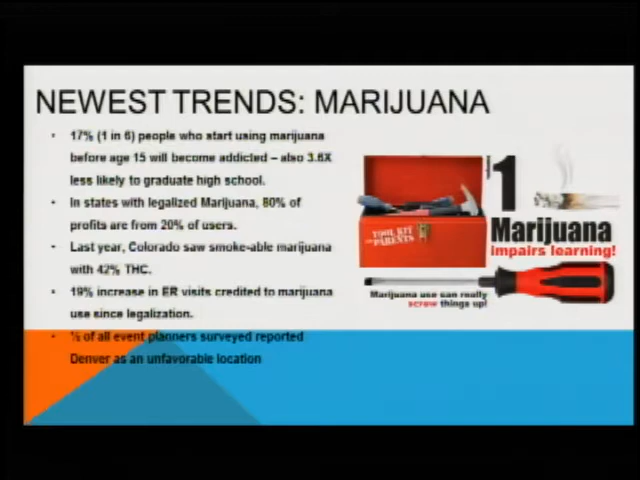 NEWEST TRENDS: MARIJUANA
17% (1 in 6) people who start using marijuana
before age 15 will become addicted – also 3.6X
less likely to graduate high school.
In states with legalized Marijuana, 80% of
profits are from 20% of users.
Last year, Colorado saw smoke-able marijuana
with 42% THC.
19% increase in ER visits credited to marijuana
use since legalization.
½ of all event planners surveyed reported
Denver as an unfavorable location
TOOL KIT
FOR PARENTS
#1
Marijuana
impairs learning!
Marijuana use can really
screw things up!